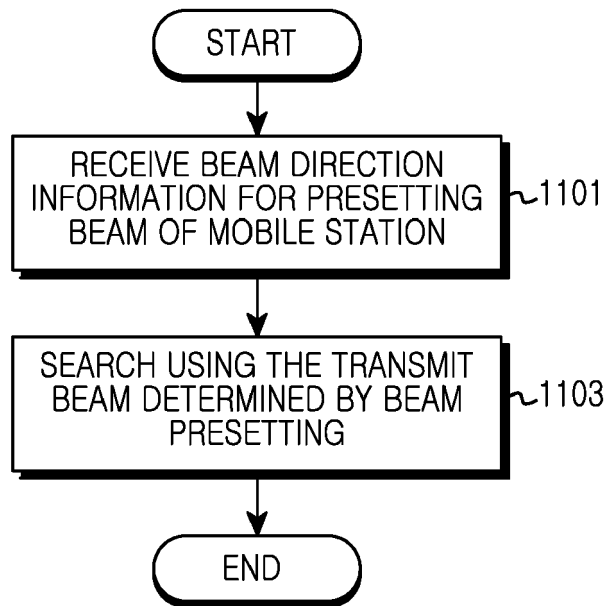 START
RECEIVE BEAM DIRECTION
INFORMATION FOR PRESETTING
BEAM OF MOBILE STATION
1101
SEARCH USING THE TRANSMIT
BEAM DETERMINED BY BEAM
PRESETTING
1103
END